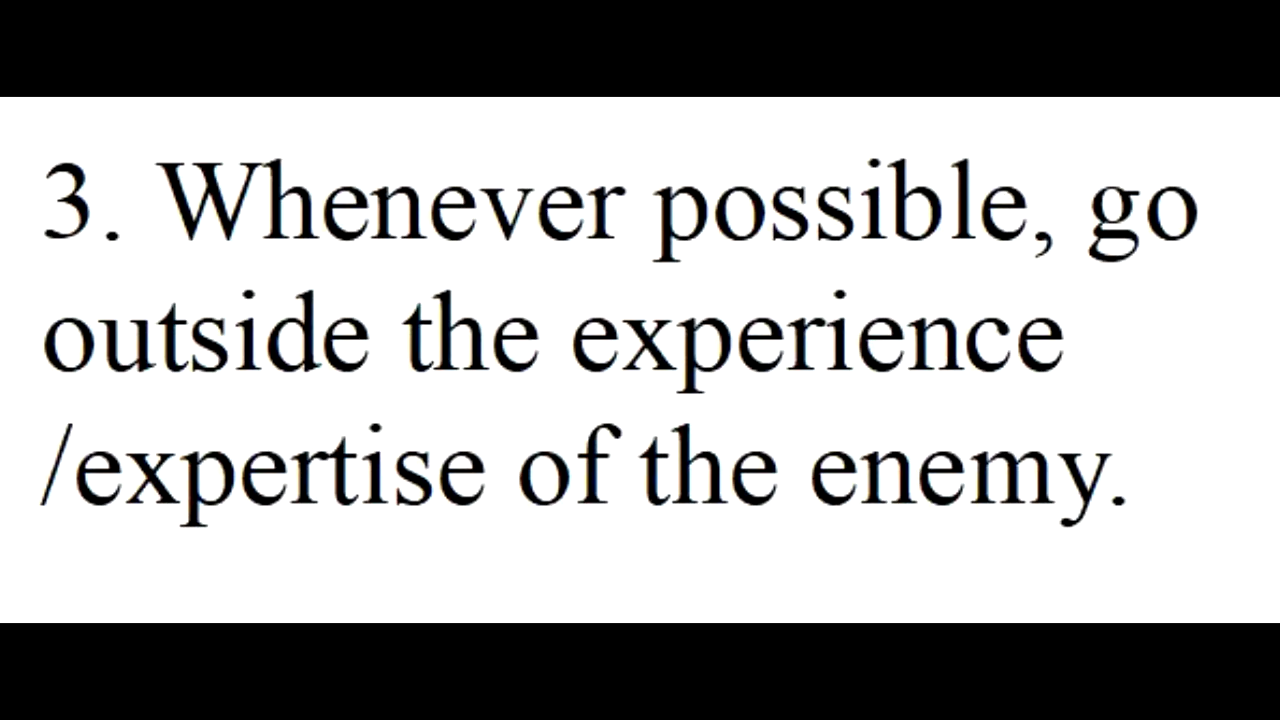 3. Whenever possible, go
outside the experience
/expertise of the enemy.